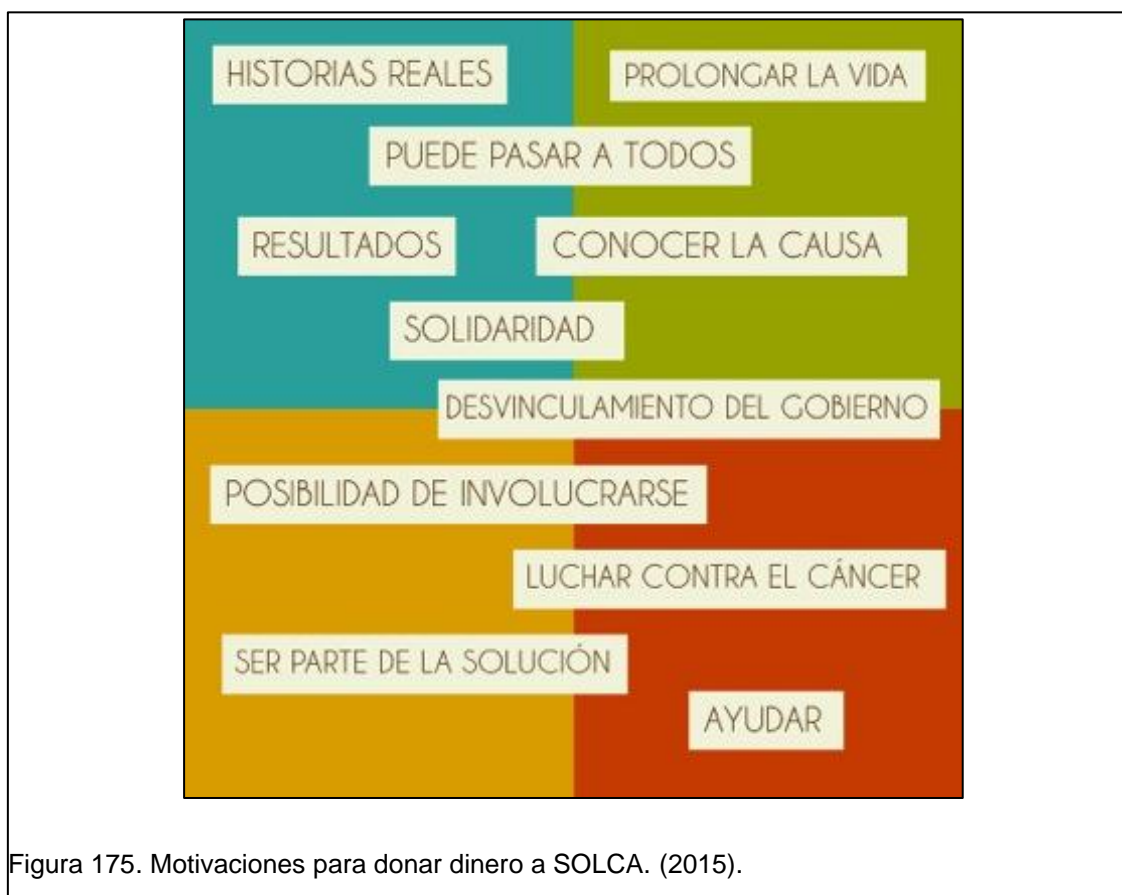 HISTORIAS REALES
PROLONGAR LA VIDA
PUEDE PASAR A TODOS
RESULTADOS
CONOCER LA CAUSA
SOLIDARIDAD
DESVINCULAMIENTO DEL GOBIERNO
POSIBILIDAD DE INVOLUCRARSE
LUCHAR CONTRA EL CÁNCER
SER PARTE DE LA SOLUCIÓN
AYUDAR
Figura 175. Motivaciones para donar dinero a SOLCA. (2015).